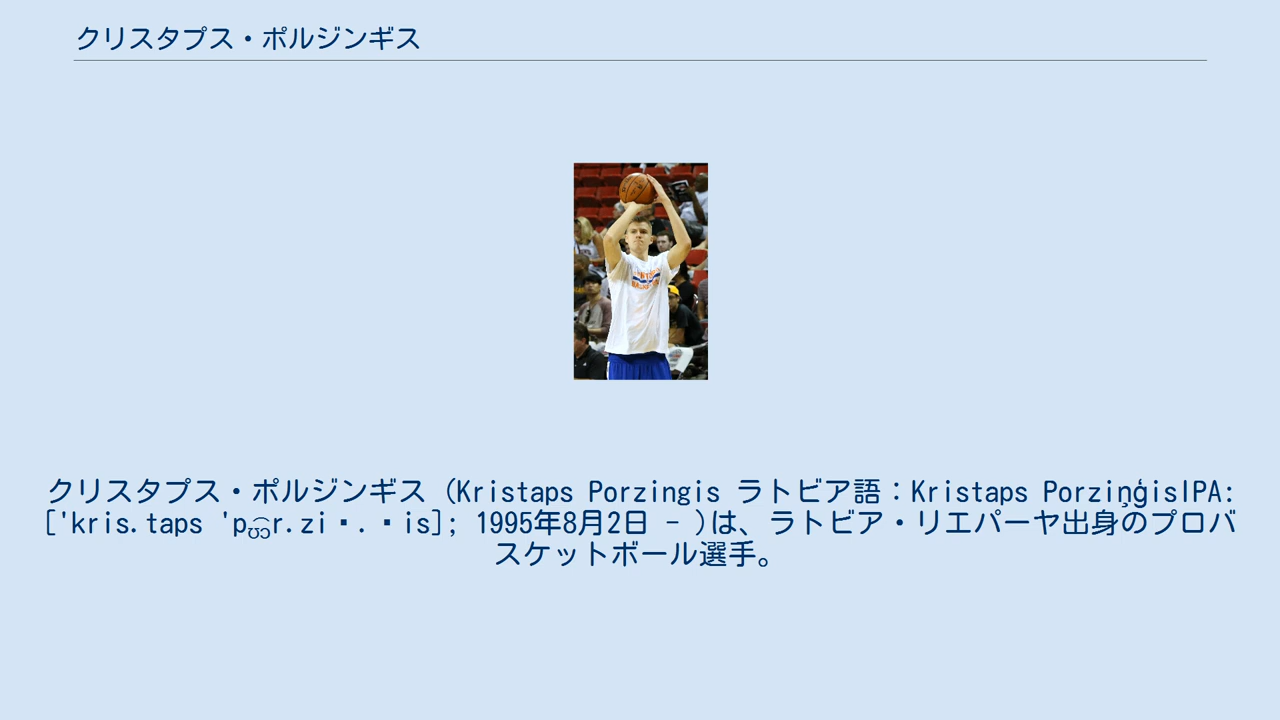 クリスタプス・ポルジンギス
クリスタプス・ポルジンギス (Kristaps Porzingis ラトビア語：Kristaps PorziņģisIPA:
['kris.taps 'pʊ͡ɔr.zi▪.▪is]; 1995年8月2日 - )は、ラトビア・リエパーヤ出身のプロバ
スケットボール選手。